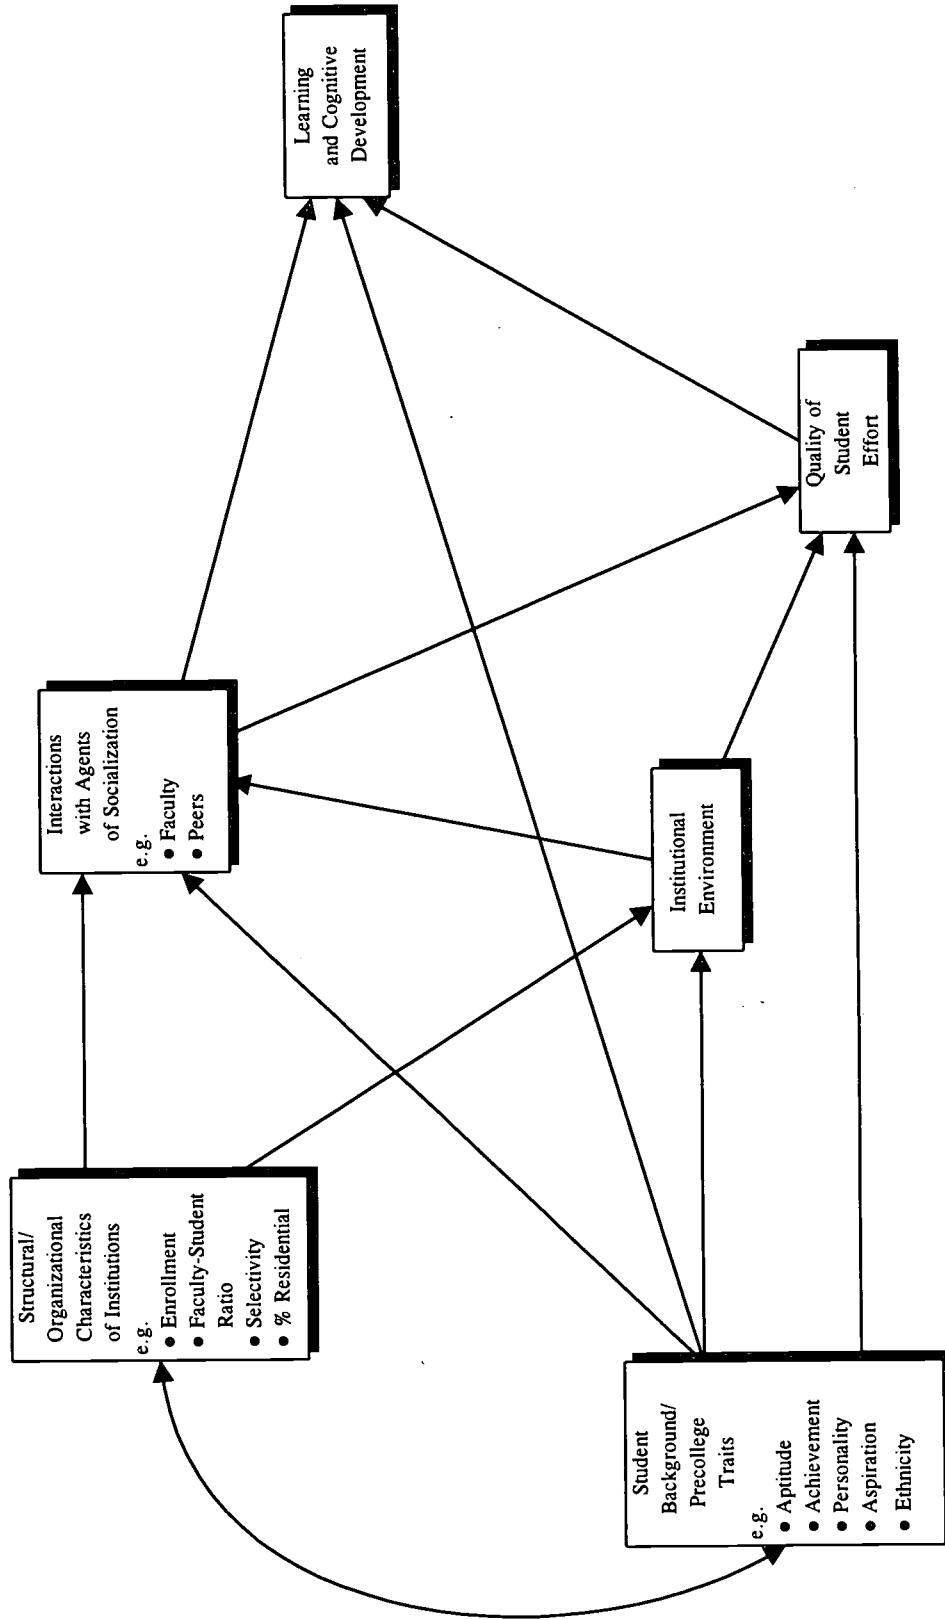 Structural/
Organizational
Characteristics
of Institutions
e.g.
● Enrollment
● Faculty-Student
Ratio
● Selectivity
● % Residential
Student
Background/
Precollege
Traits
e.g.
● Aptitude
● Achievement
● Personality
● Aspiration
● Ethnicity
Interactions
with Agents
of Socialization
e.g.
● Faculty
● Peers
Institutional
Environment
Quality of
Student
Effort
Learning
and Cognitive
Development